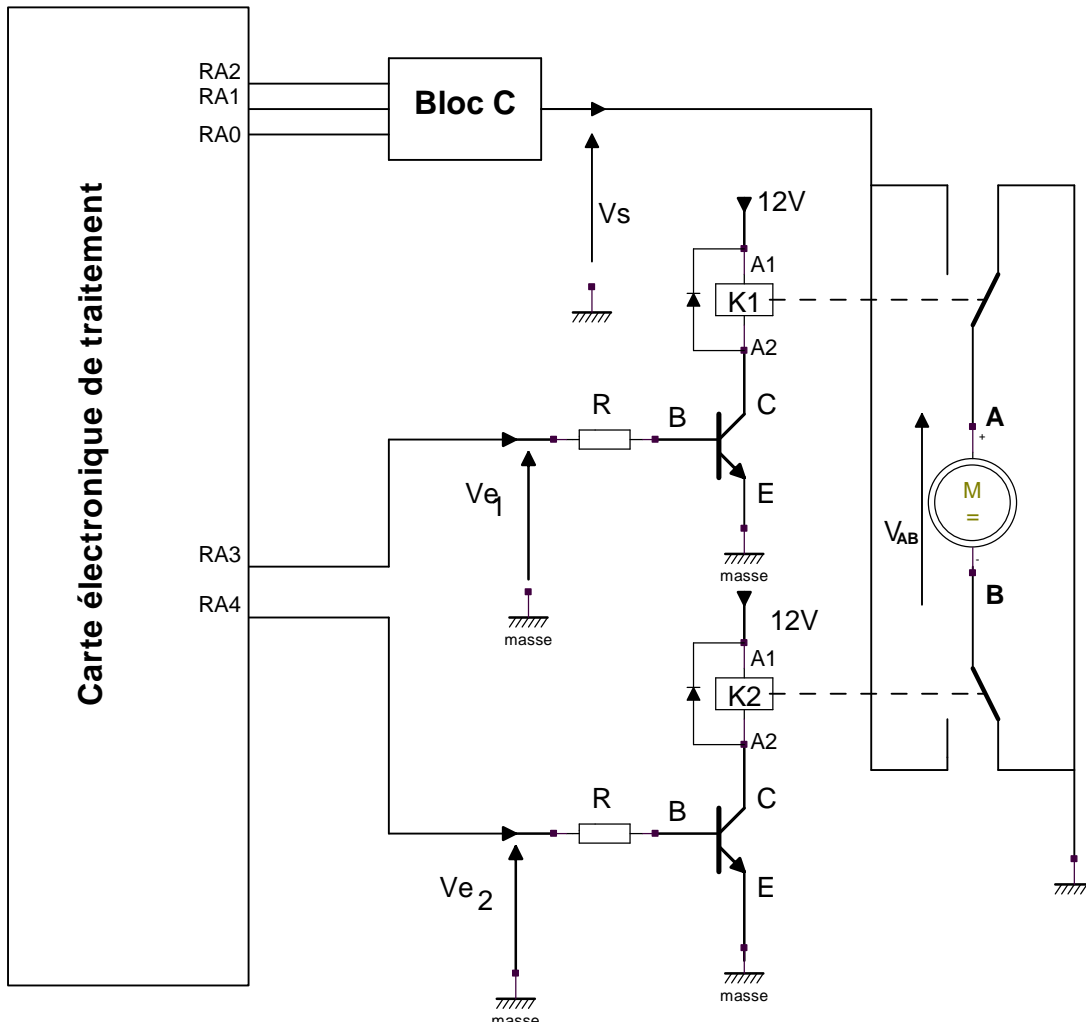 Carte électronique de traitement
RA2
RA1
RA0
Bloc C
Vs
12V
A1
K1
A2
R
B
C
E
Ve1
masse
masse
RA3
RA4
A
+
M
=
VAB
-
B
12V
A1
K2
A2
R
B
C
E
Ve2
masse
masse